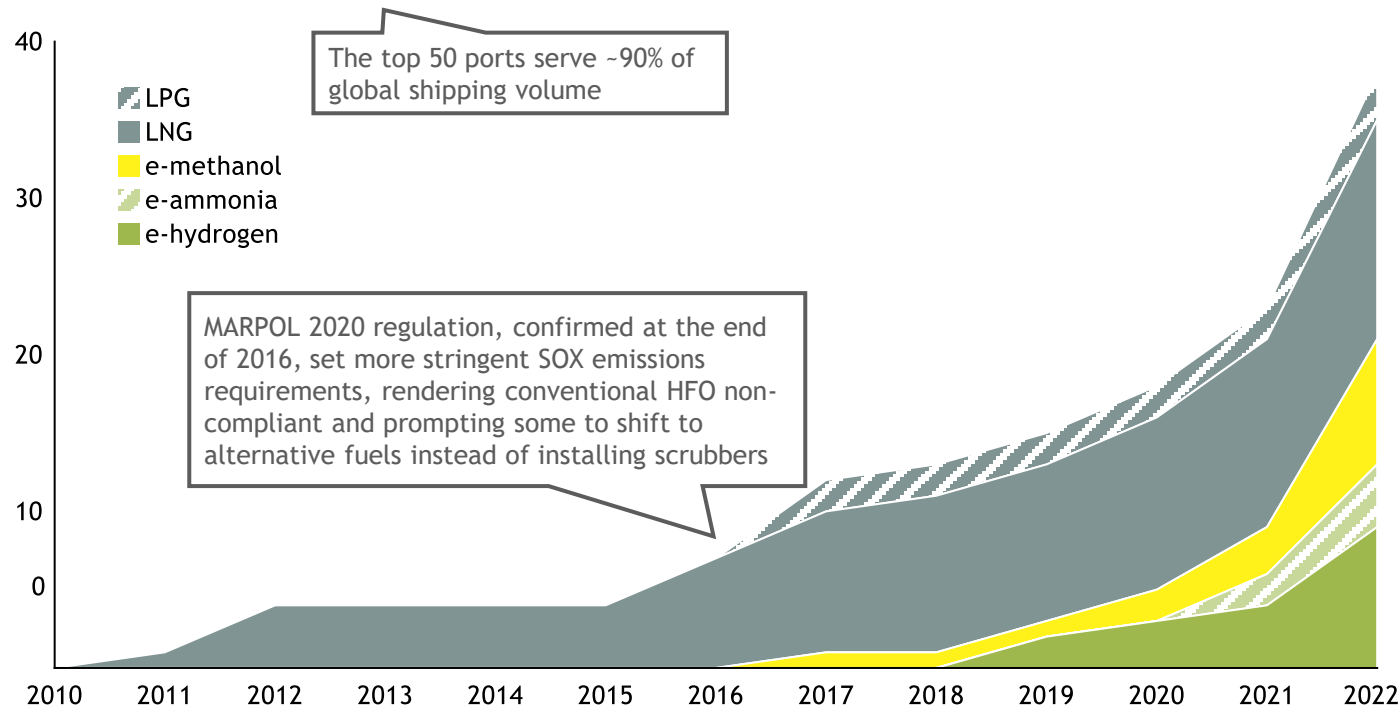 The top 50 ports serve ~90% of
global shipping volume
40
30
20
10
0
LPG
LNG
e-methanol
e-ammonia
e-hydrogen
MARPOL 2020 regulation, confirmed at the end
of 2016, set more stringent SOX emissions
requirements, rendering conventional HFO non-
compliant and prompting some to shift to
alternative fuels instead of installing scrubbers
2010 2011 2012 2013 2014 2015 2016 2017 2018 2019 2020 2021 2022